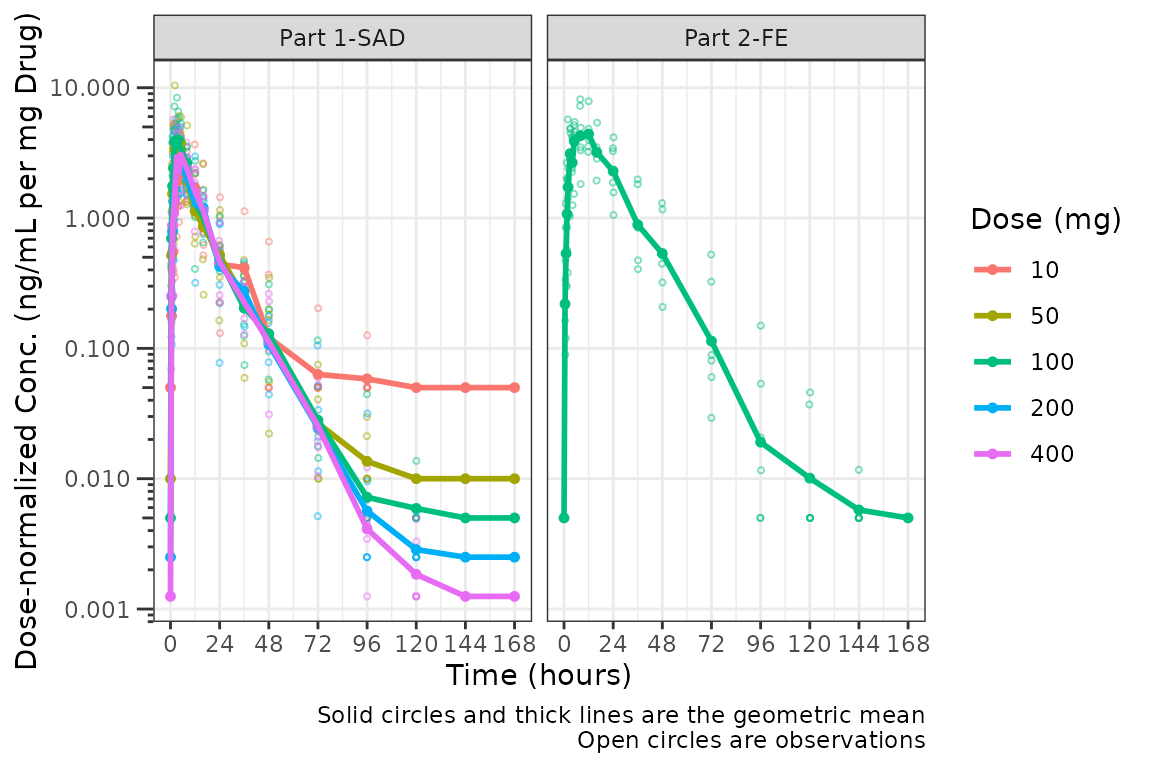 Part 1-SAD
Part 2-FE
Dose-normalized Conc. (ng/mL per mg Drug)
10.000
1.000
0.100
0.010
0.001
0 24 48 72 96 120 144 168
0 24 48 72 96 120 144 168
Time (hours)
Dose (mg)
10
50
100
200
400
Solid circles and thick lines are the geometric mean
Open circles are observations